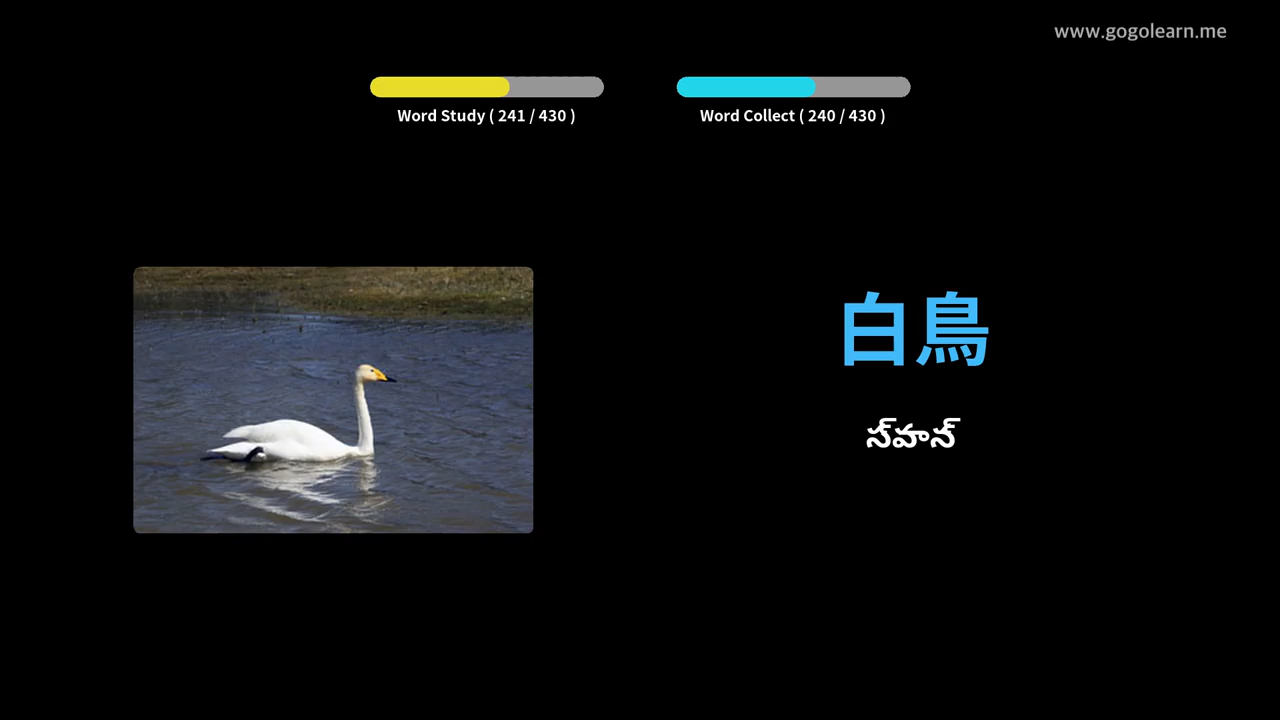 www.gogolearn.me
Word Study ( 241 / 430 )
Word Collect ( 240 / 430 )
白鳥
స్‌వాన్